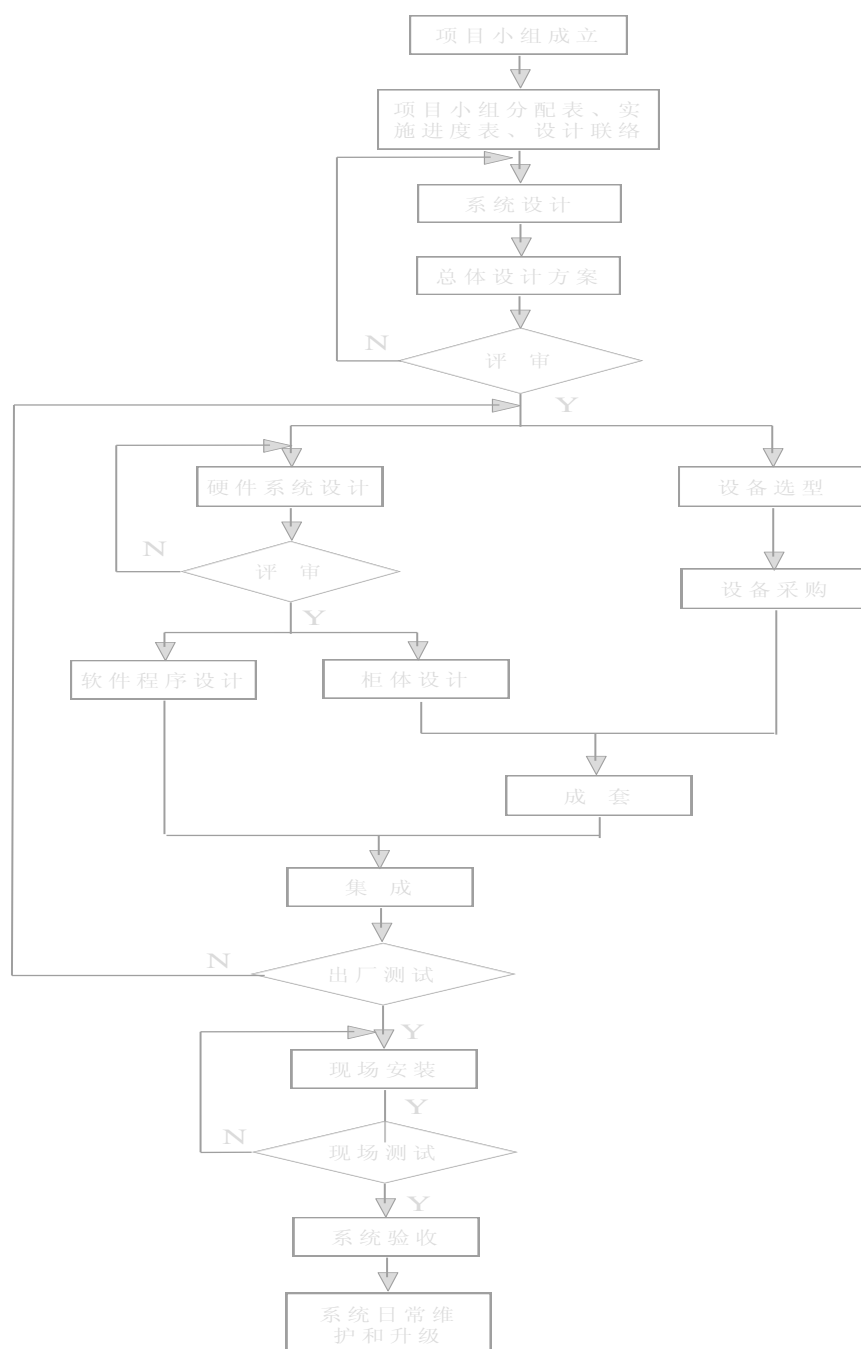 项目小组成立
项目小组分配表、实
施进度表、设计联络
系统设计
总体设计方案
N
评 审
Y
硬件系统设计
设备选型
N
评 审
设备采购
Y
软件程序设计
柜体设计
成 套
集 成
N
出厂测试
Y
现场安装
Y
N
现场测试
Y
系统验收
系统日常维
护和升级